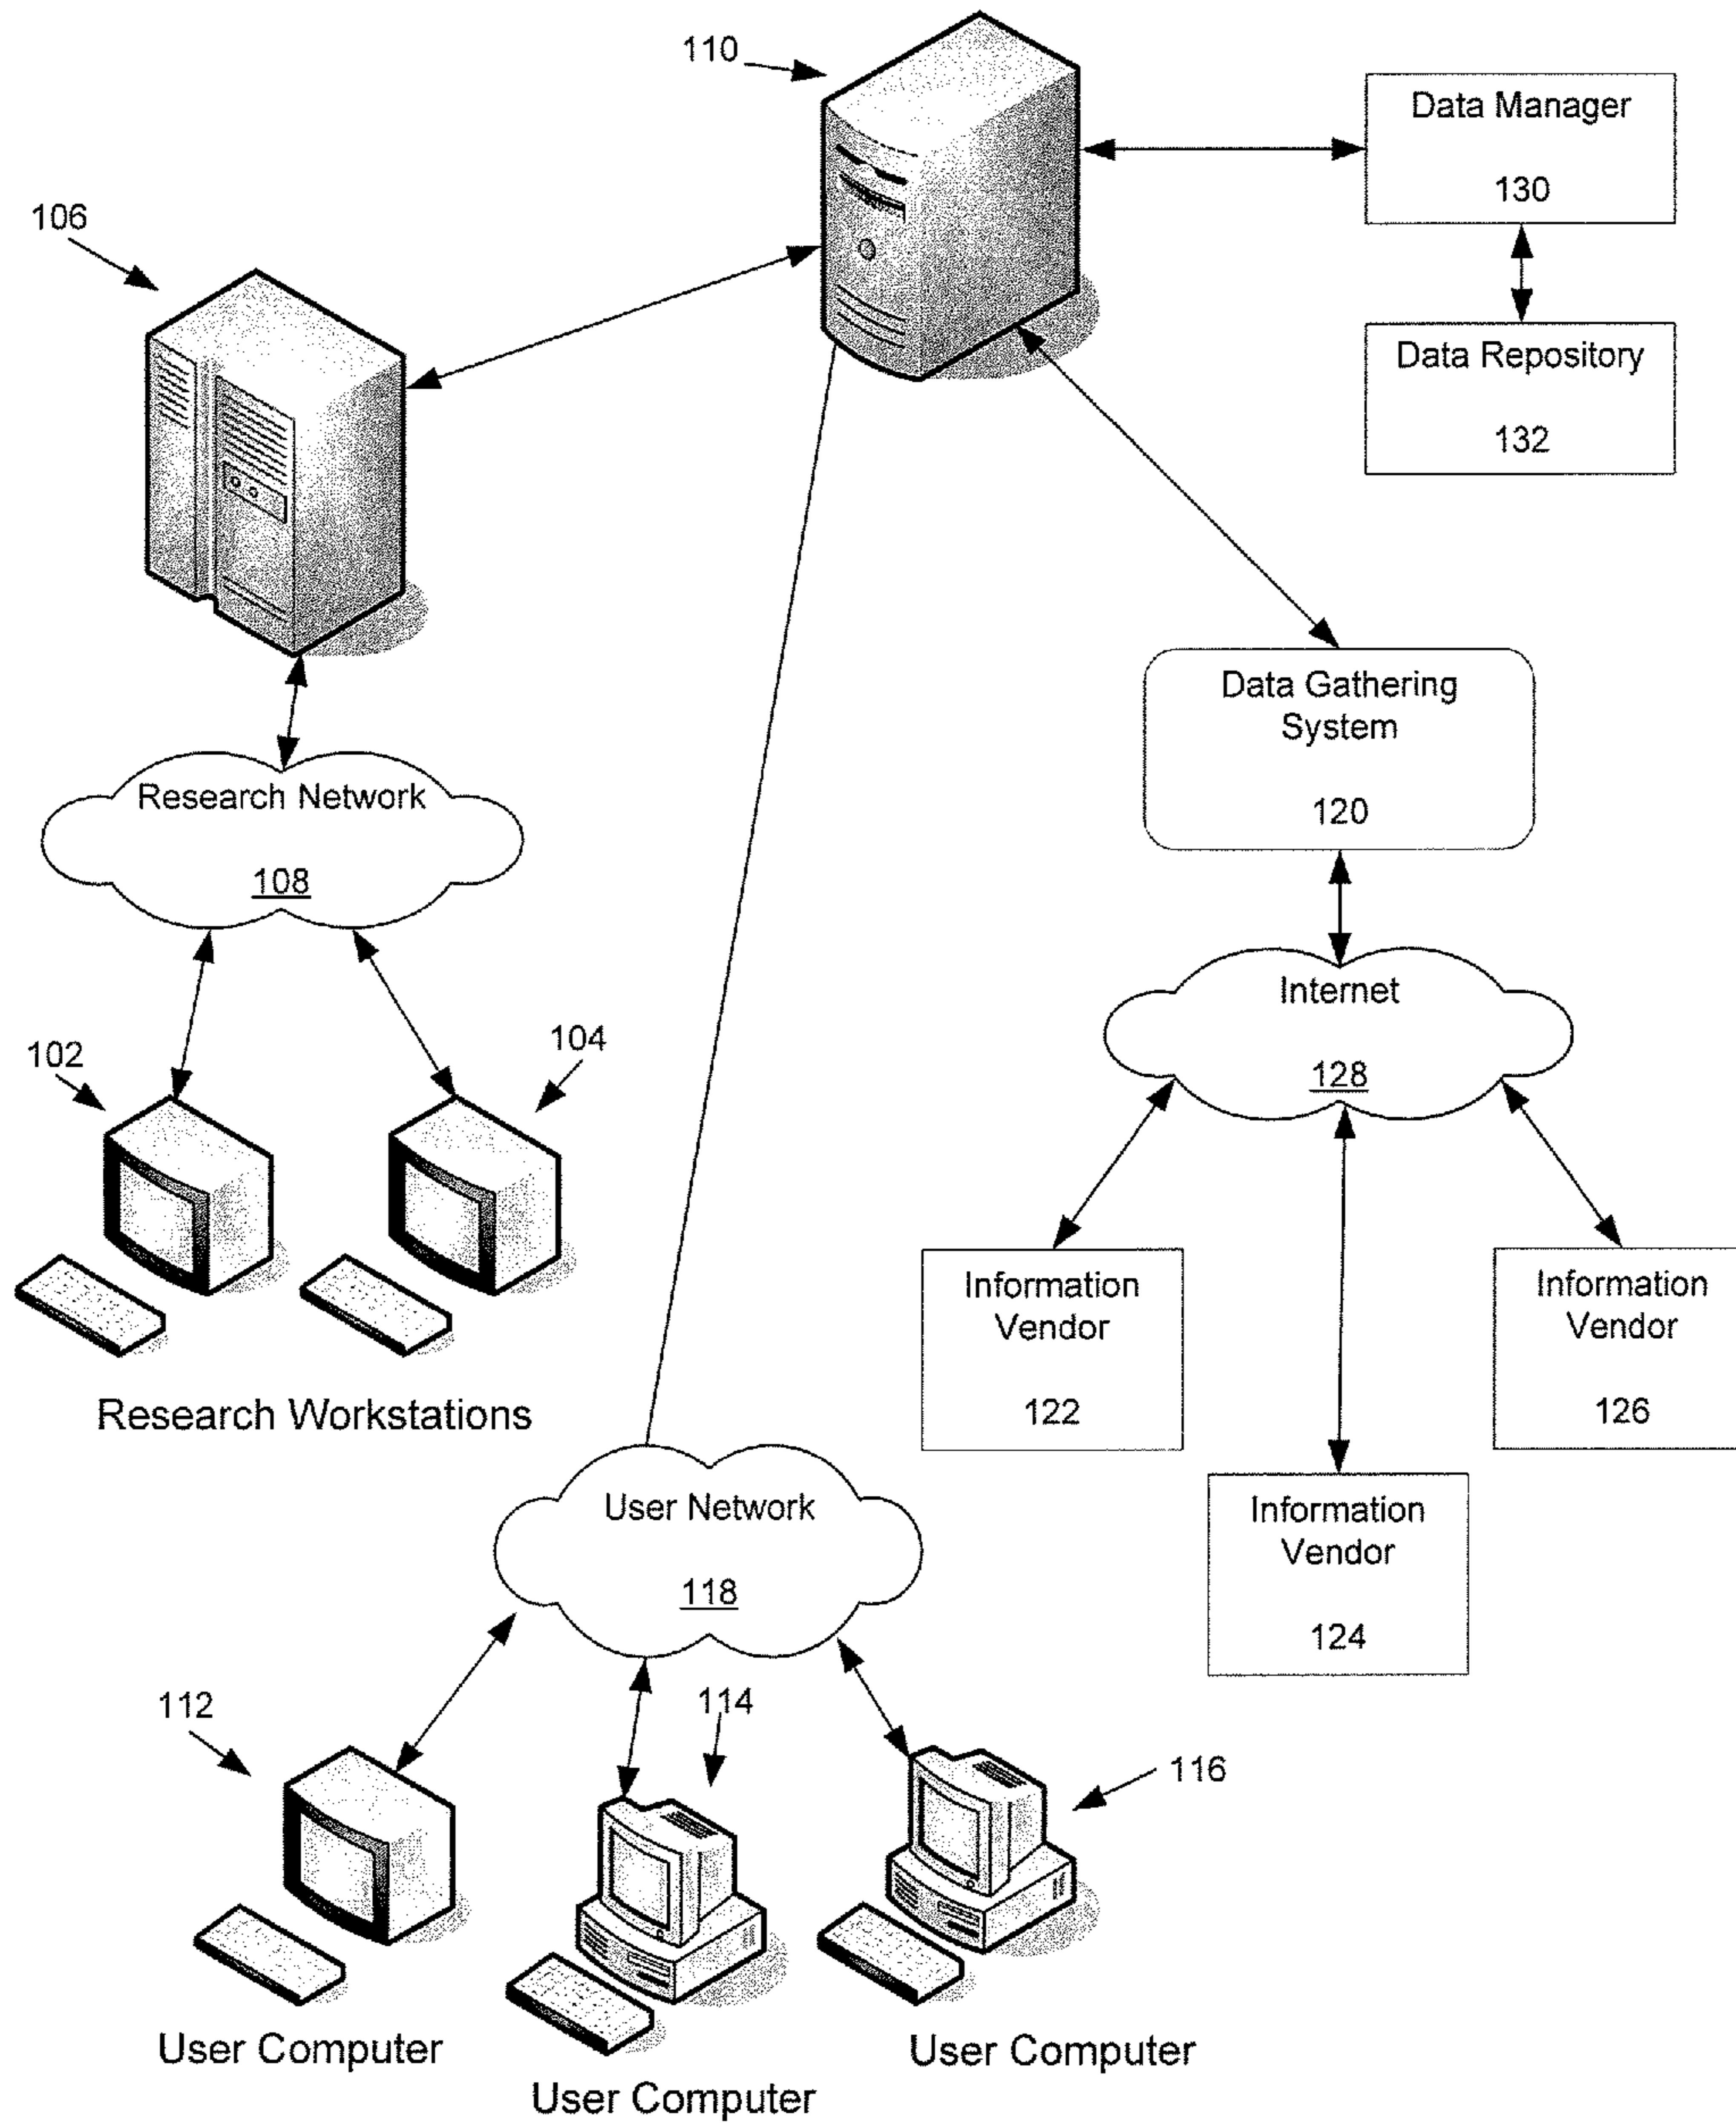 110
Data Manager
130
106
Data Repository
132
Data Gathering
System
120
Research Network
108
Internet
128
102
104
Information
Vendor
122
Information
Vendor
126
Research Workstations
Information
Vendor
124
User Network
118
112
114
116
User Computer
User Computer
User Computer